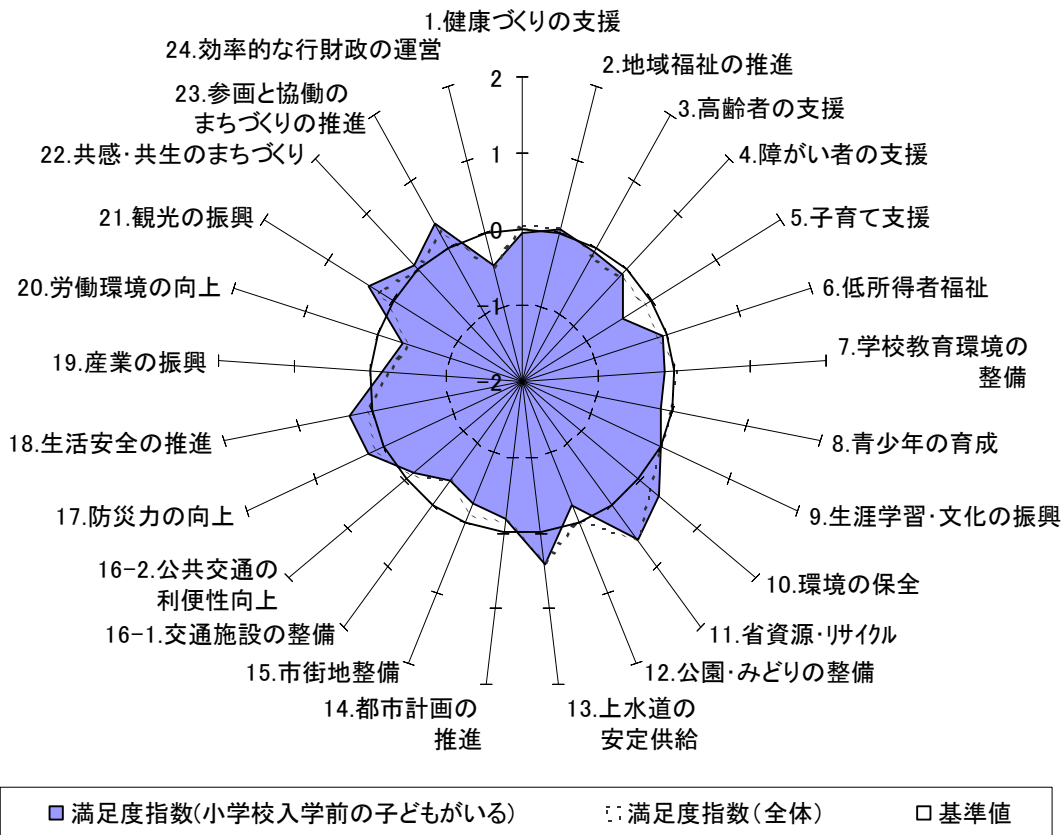 1.健康づくりの支援
2.地域福祉の推進
3.高齢者の支援
4.障がい者の支援
5.子育て支援
6.低所得者福祉
7.学校教育環境の
整備
8.青少年の育成
9.生涯学習･文化の振興
10.環境の保全
11.省資源･リサイクル
12.公園･みどりの整備
13.上水道の
安定供給
14.都市計画の
推進
15.市街地整備
16-1.交通施設の整備
16-2.公共交通の
利便性向上
17.防災力の向上
18.生活安全の推進
19.産業の振興
20.労働環境の向上
21.観光の振興
22.共感･共生のまちづくり
23.参画と協働の
まちづくりの推進
24.効率的な行財政の運営
2
1
0
-1
-2
満足度指数(小学校入学前の子どもがいる)
満足度指数(全体)
基準値